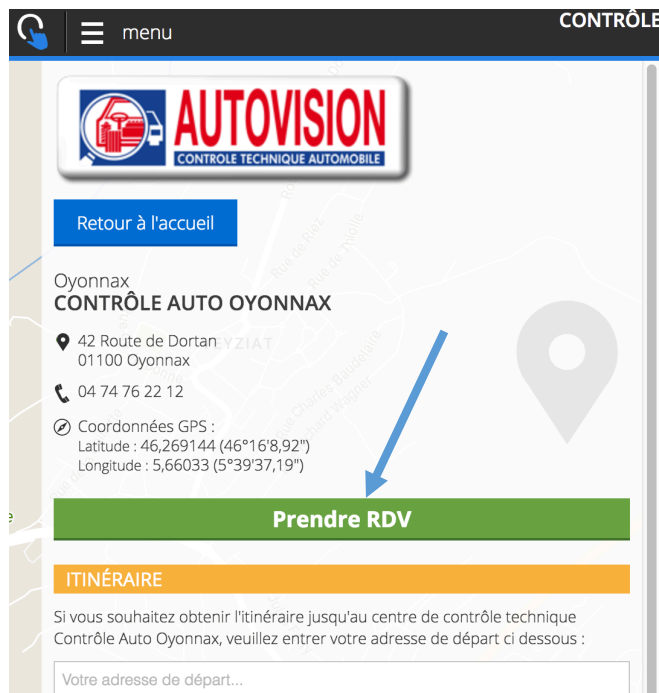 menu
CONTRÔLE
AUTOVISION
CONTROLE TECHNIQUE AUTOMOBILE
Retour à l'accueil
Oyonnax
CONTRÔLE AUTO OYONNAX
42 Route de Dortan
01100 Oyonnax
04 74 76 22 12
Coordonnées GPS :
Latitude : 46,269144 (46°16'8,92")
Longitude : 5,66033 (5°39'37,19")
Prendre RDV
ITINÉRAIRE
Si vous souhaitez obtenir l'itinéraire jusqu'au centre de contrôle technique
Contrôle Auto Oyonnax, veuillez entrer votre adresse de départ ci dessous :
Votre adresse de départ...